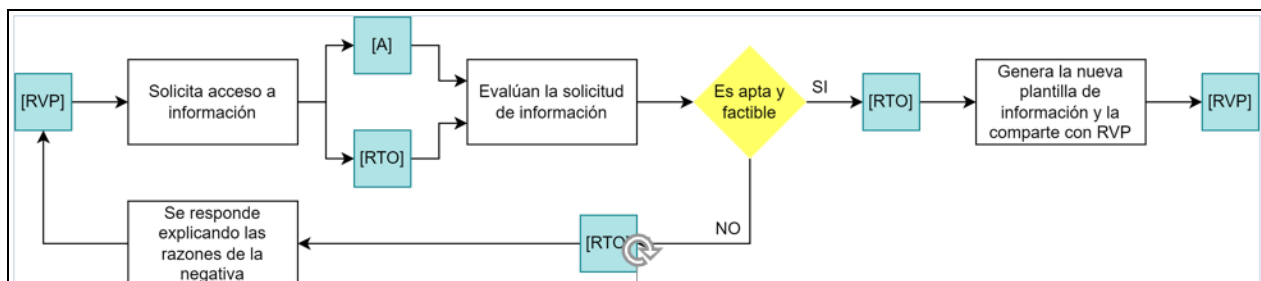 [A]
[RVP]
Solicita acceso a
información
[RTO]
Evalúan la solicitud
de información
Es apta y
factible
SI
[RTO]
Genera la nueva
plantilla de
información y la
comparte con RVP
[RVP]
NO
[RTO]
Se responde
explicando las
razones de la
negativa